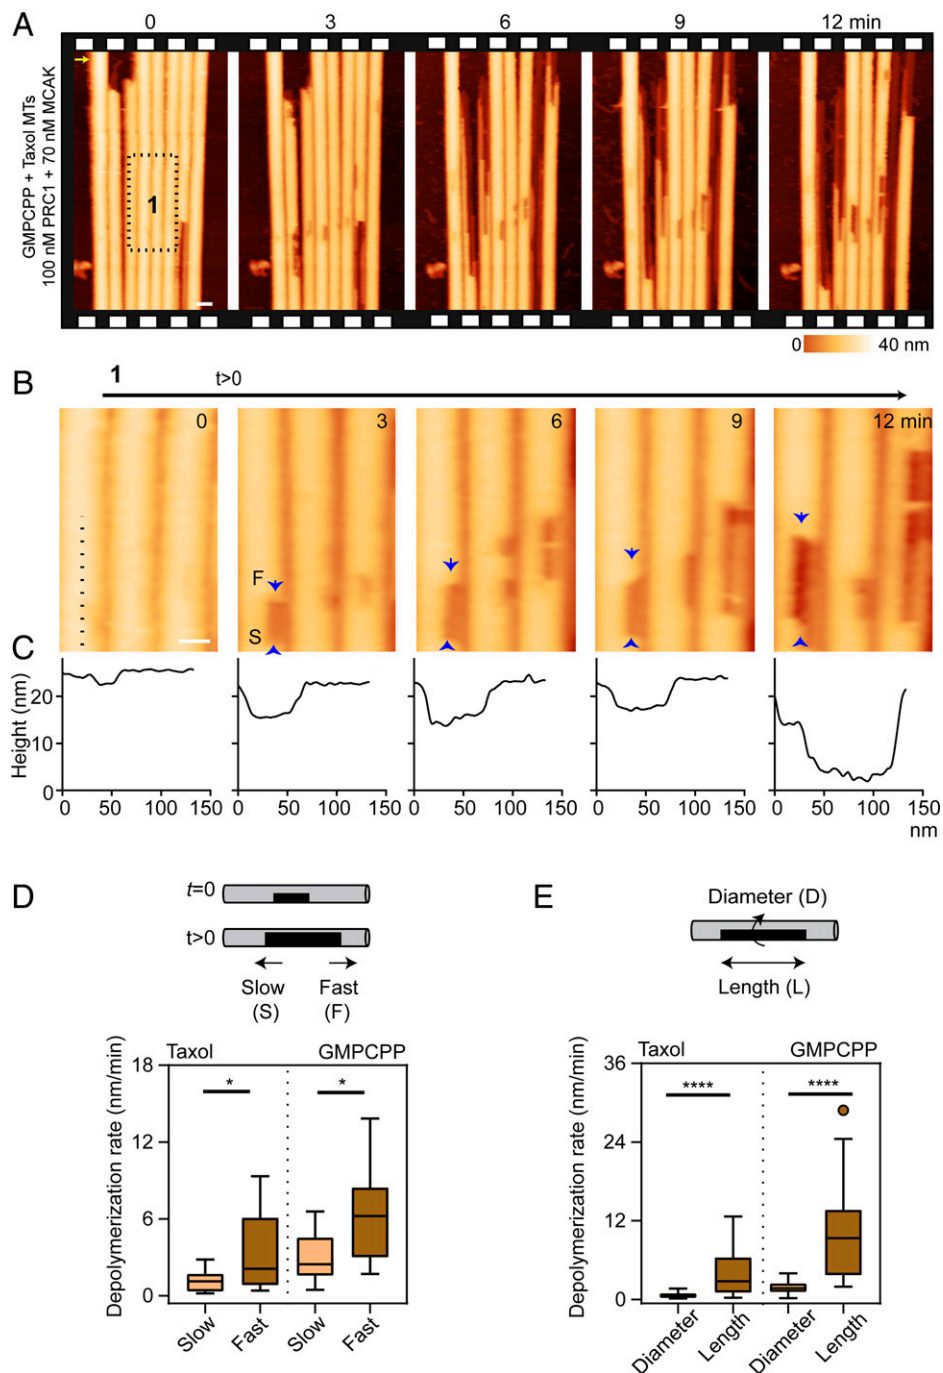 A
0 3 6 9 12 min
GMPCPP + Taxol MTs
100 nM PRC1 + 70 nM MCAK
1
0 40 nm
B
1 t>0
0 3 6 9 12 min
F
S
C
Height (nm)
20
10
0
0 50 100 150
0 50 100 150
0 50 100 150
0 50 100 150
0 50 100 150
nm
D
t=0
t>0
Slow Fast
(S) (F)
Taxol GMPCPP
* *
Depolymerization rate (nm/min)
18
12
6
0
Slow Fast Slow Fast
E
Diameter (D)
Length (L)
Taxol GMPCPP
**** ****
Depolymerization rate (nm/min)
36
24
12
0
Diameter Length Diameter Length